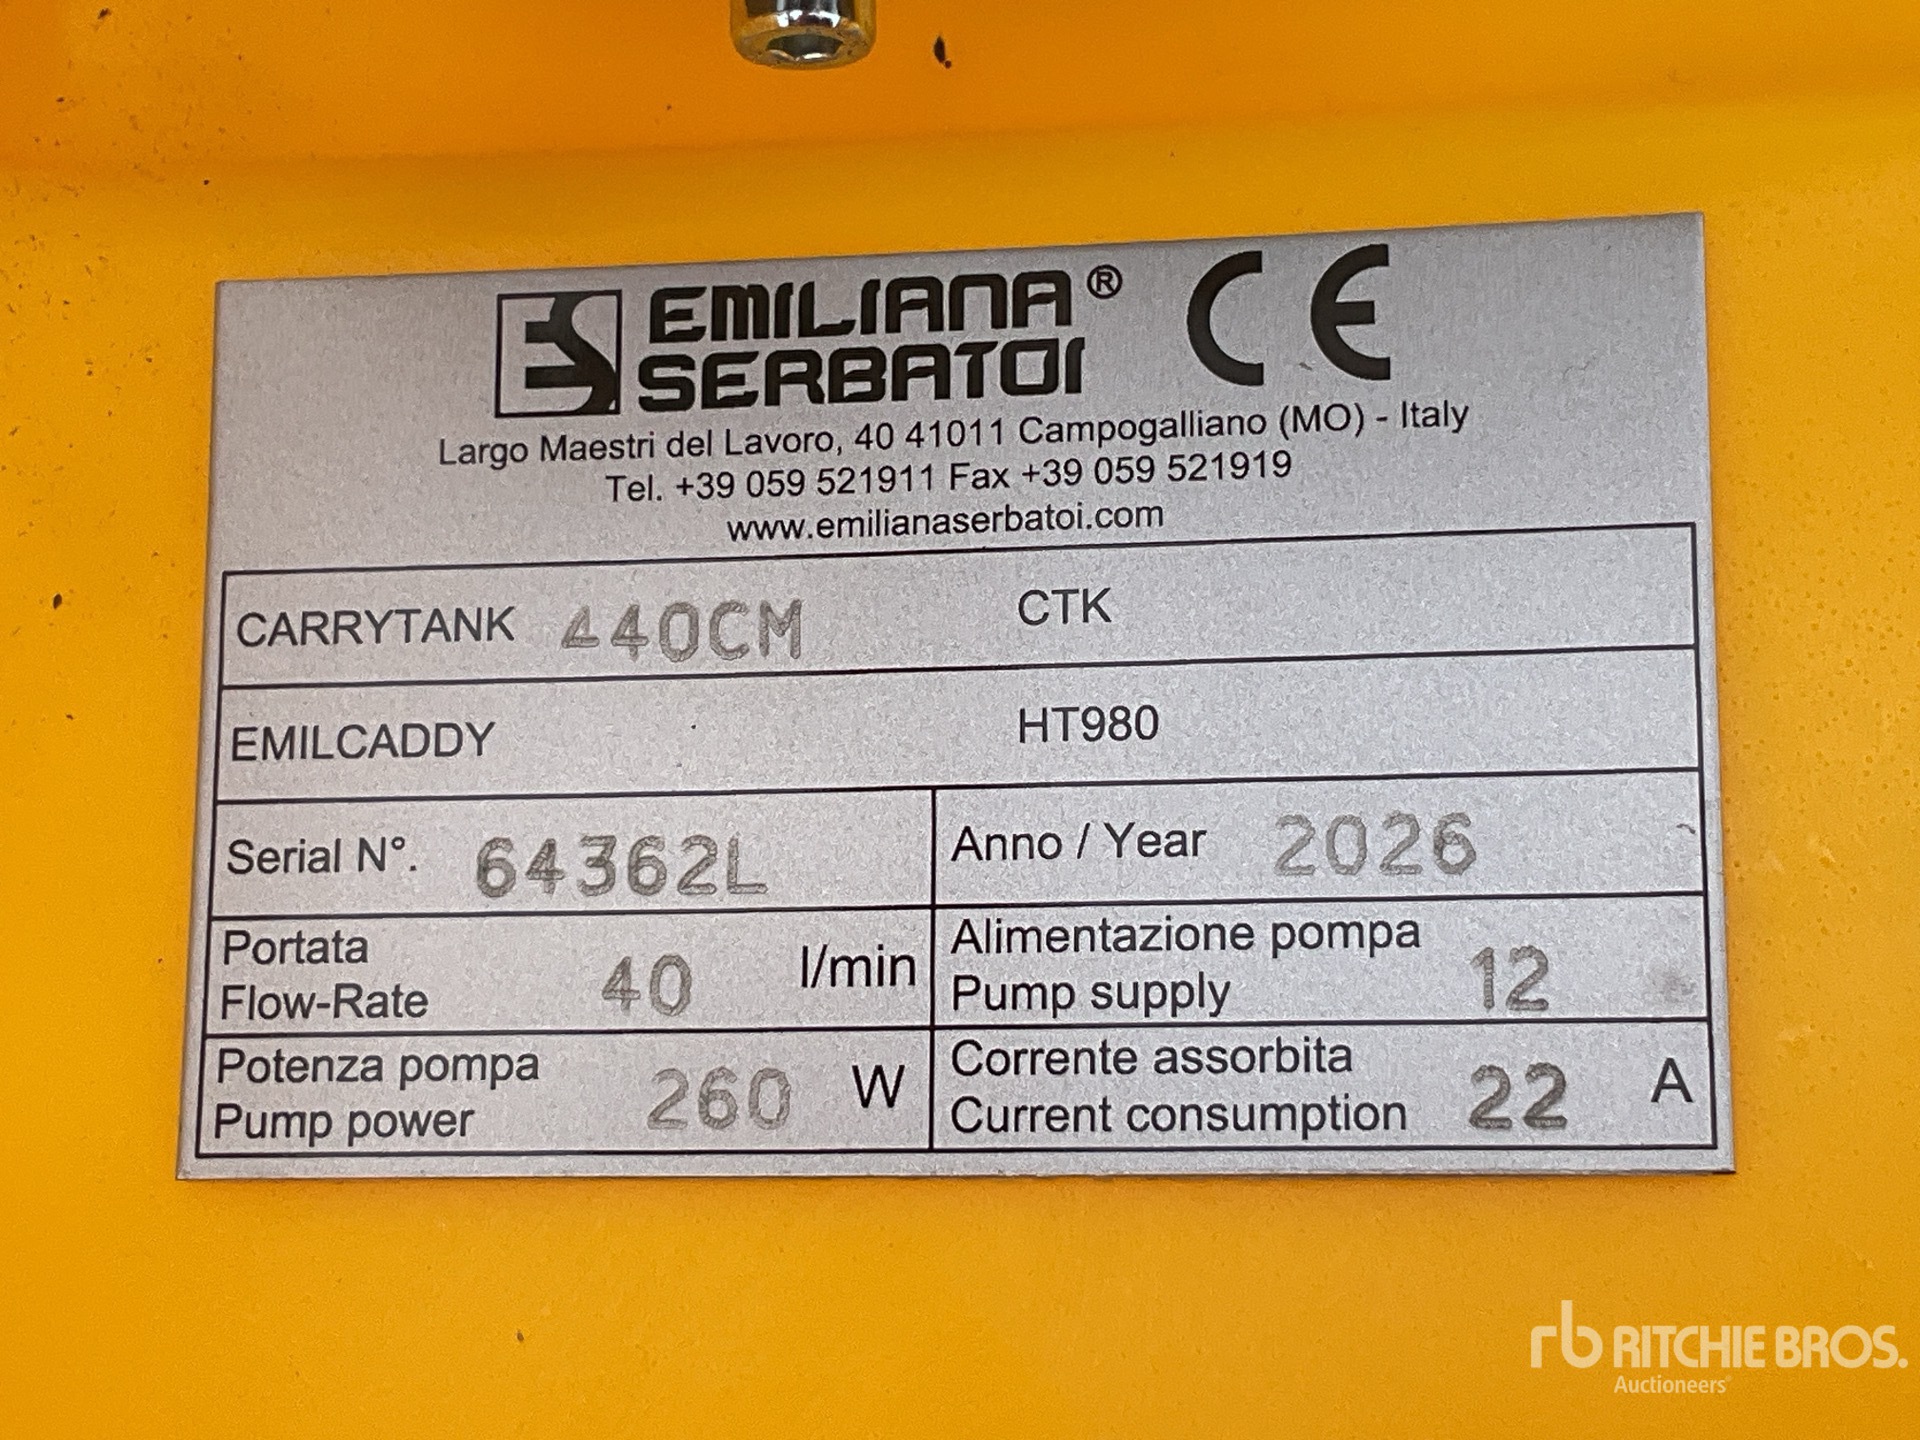 EMILIANA®
SERBATOI
CE
Largo Maestri del Lavoro, 40 41011 Campogalliano (MO) - Italy
Tel. +39 059 521911 Fax +39 059 521919
www.emilianaserbatoi.com
CARRYTANK 440CM CTK
EMILCADDY HT980
Serial N°. 64362L Anno / Year 2026
Portata
Flow-Rate 40 l/min
Alimentazione pompa
Pump supply 12
Potenza pompa
Pump power 260 W
Corrente assorbita
Current consumption 22 A
rb RITCHIE BROS.
Auctioneers